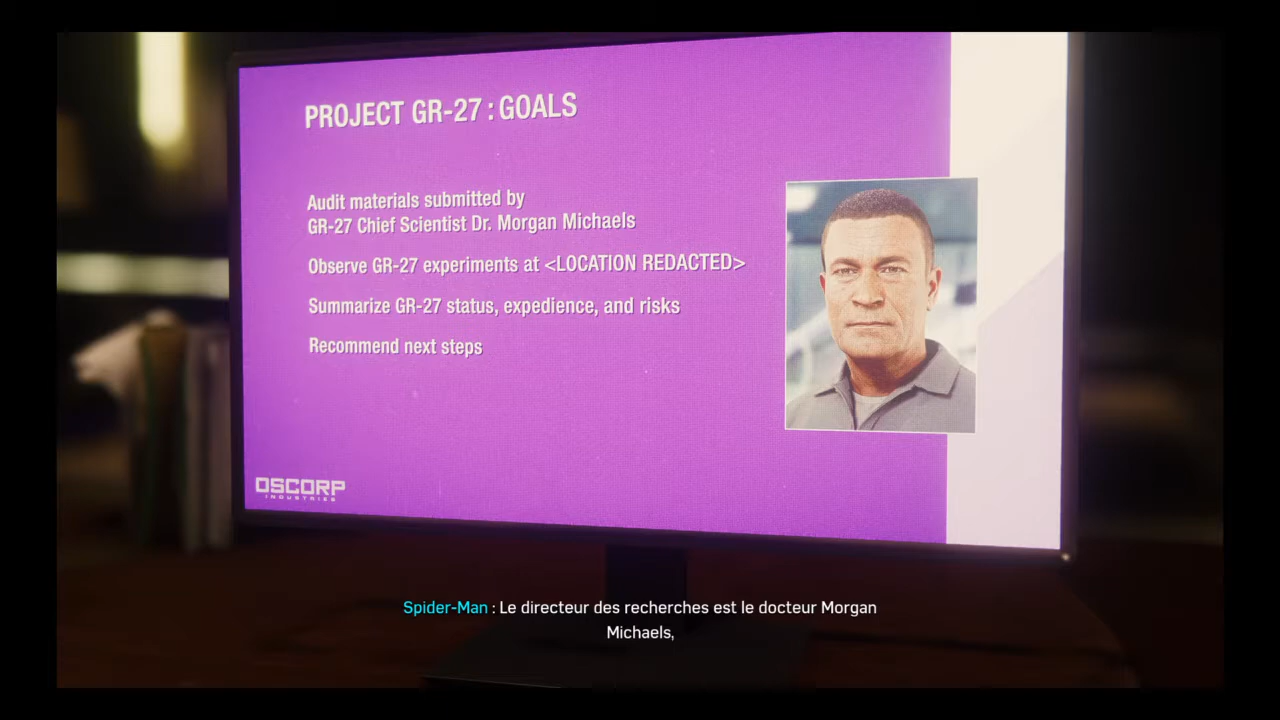 PROJECT GR-27 : GOALS
Audit materials submitted by
GR-27 Chief Scientist Dr. Morgan Michaels
Observe GR-27 experiments at <LOCATION REDACTED>
Summarize GR-27 status, expedience, and risks
Recommend next steps
OSCORP
INDUSTRIES
Spider-Man : Le directeur des recherches est le docteur Morgan
Michaels,